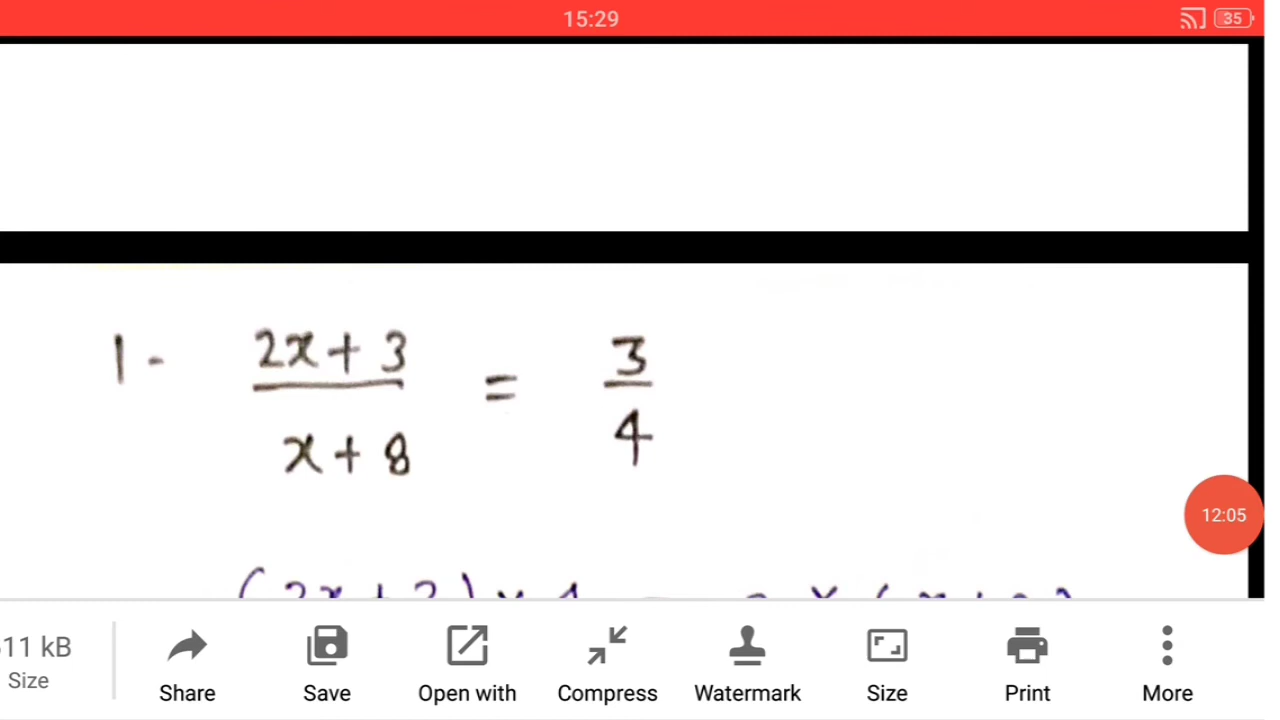 15:29
35
1- 2x + 3 / x + 8 = 3 / 4
12:05
11 kB
Size
Share
Save
Open with
Compress
Watermark
Size
Print
More